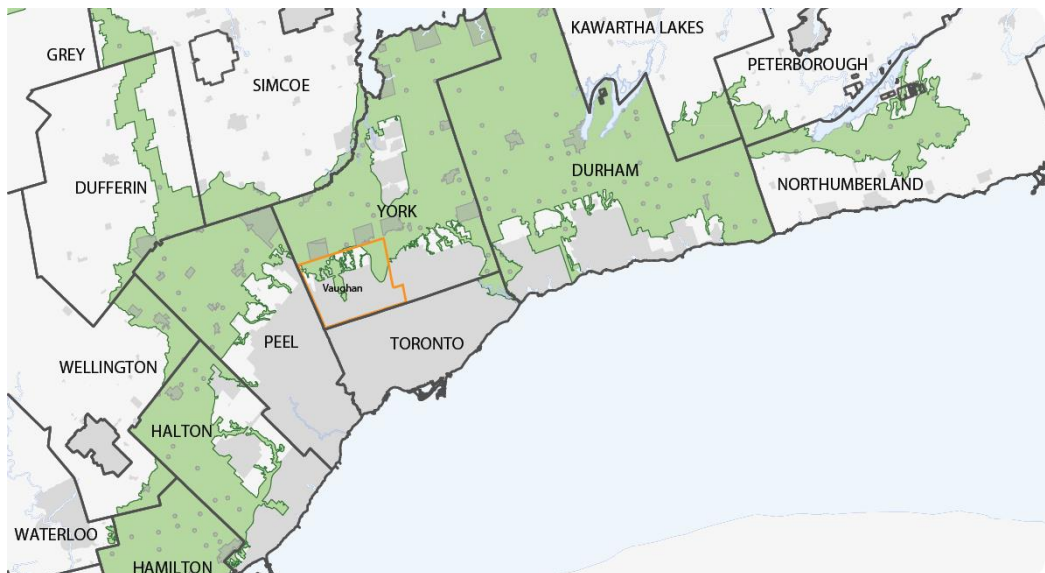 KAWARTHA LAKES
GREY
PETERBOROUGH
SIMCOE
DURHAM
DUFFERIN
NORTHUMBERLAND
YORK
Vaughan
PEEL
TORONTO
WELLINGTON
HALTON
WATERLOO
HAMILTON